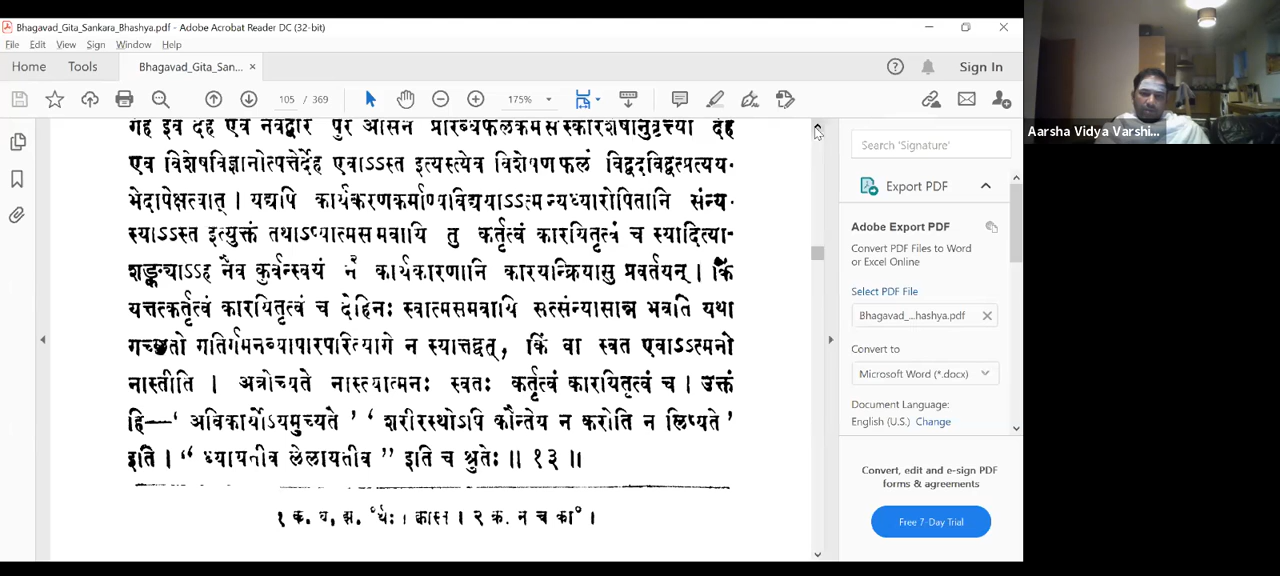 Bhagavad_Gita_Sankara_Bhashya.pdf - Adobe Acrobat Reader DC (32-bit)
File Edit View Sign Window Help
Home Tools Bhagavad_Gita_San... × Sign In
105 / 369 175%
गेह इव देह एव नवद्वारे पुर आसनं प्रारब्धफलकर्मसंस्कारशेषानुवृत्त्या देह
एव विशेषविज्ञानोत्पत्तेर्देह एवाऽऽस्त इत्यस्त्येव विशेषणफलं विद्वदविद्वत्प्रत्यय-
भेदापेक्षत्वात् । यद्यपि कार्यकरणकर्माण्यविद्ययाऽऽत्मन्यध्यारोपितानि संन्य-
स्याऽऽस्त इत्युक्तं तथाऽप्यात्मसमवायि तु कर्तृत्वं कारयितृत्वं च स्यादित्या-
शङ्क्याऽऽह नैव कुर्वन्स्वयं न कार्यकारणानि कारयन्क्रियासु प्रवर्तयन् । किं
यत्तत्कर्तृत्वं कारयितृत्वं च देहिनः स्वात्मसमवायि सत्संन्यासान्न भवति यथा
गच्छतो गतिर्गमनव्यापारपरित्यागे न स्यात्तद्वत्, किं वा स्वत एवाऽऽत्मनो
नास्तीति । अत्रोच्यते नास्त्यात्मनः स्वतः कर्तृत्वं कारयितृत्वं च । उक्तं
हि—‘ अविकार्योऽयमुच्यते ’ ‘ शरीरस्थोऽपि कौन्तेय न करोति न लिप्यते ’
इति । “ ध्यायतीव लेलायतीव ” इति च श्रुतेः ॥ १३ ॥
१ क. घ. झ. °र्थः । २ क. न च का° ।
Search 'Signature'
Export PDF
Adobe Export PDF
Convert PDF Files to Word
or Excel Online
Select PDF File
Bhagavad_...hashya.pdf ×
Convert to
Microsoft Word (*.docx)
Document Language:
English (U.S.) Change
Convert, edit and e-sign PDF
forms & agreements
Free 7-Day Trial
Aarsha Vidya Varshi...